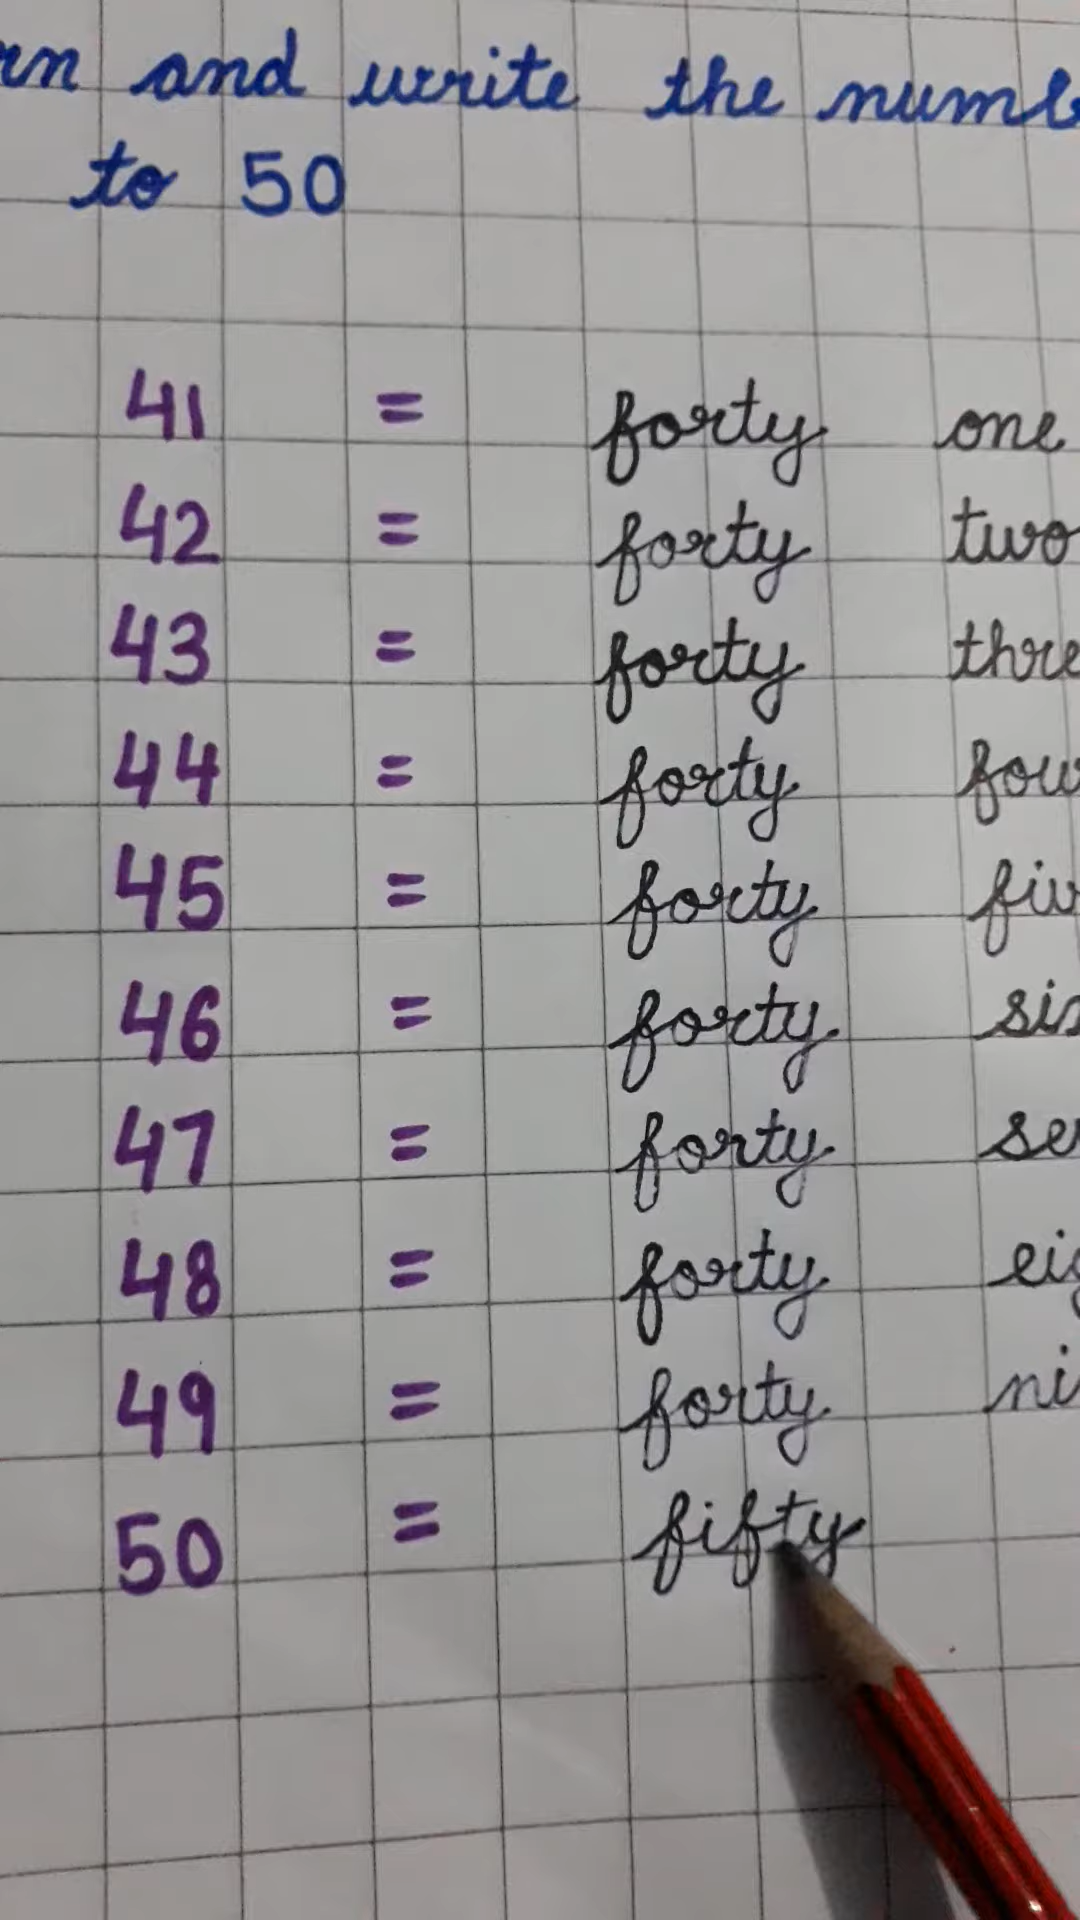 and write the
to 50
41 = forty one
42 = forty two
43 = forty
44 = forty
45 = forty
46 = forty
47 = forty
48 = forty
49 = forty
50 = fifty